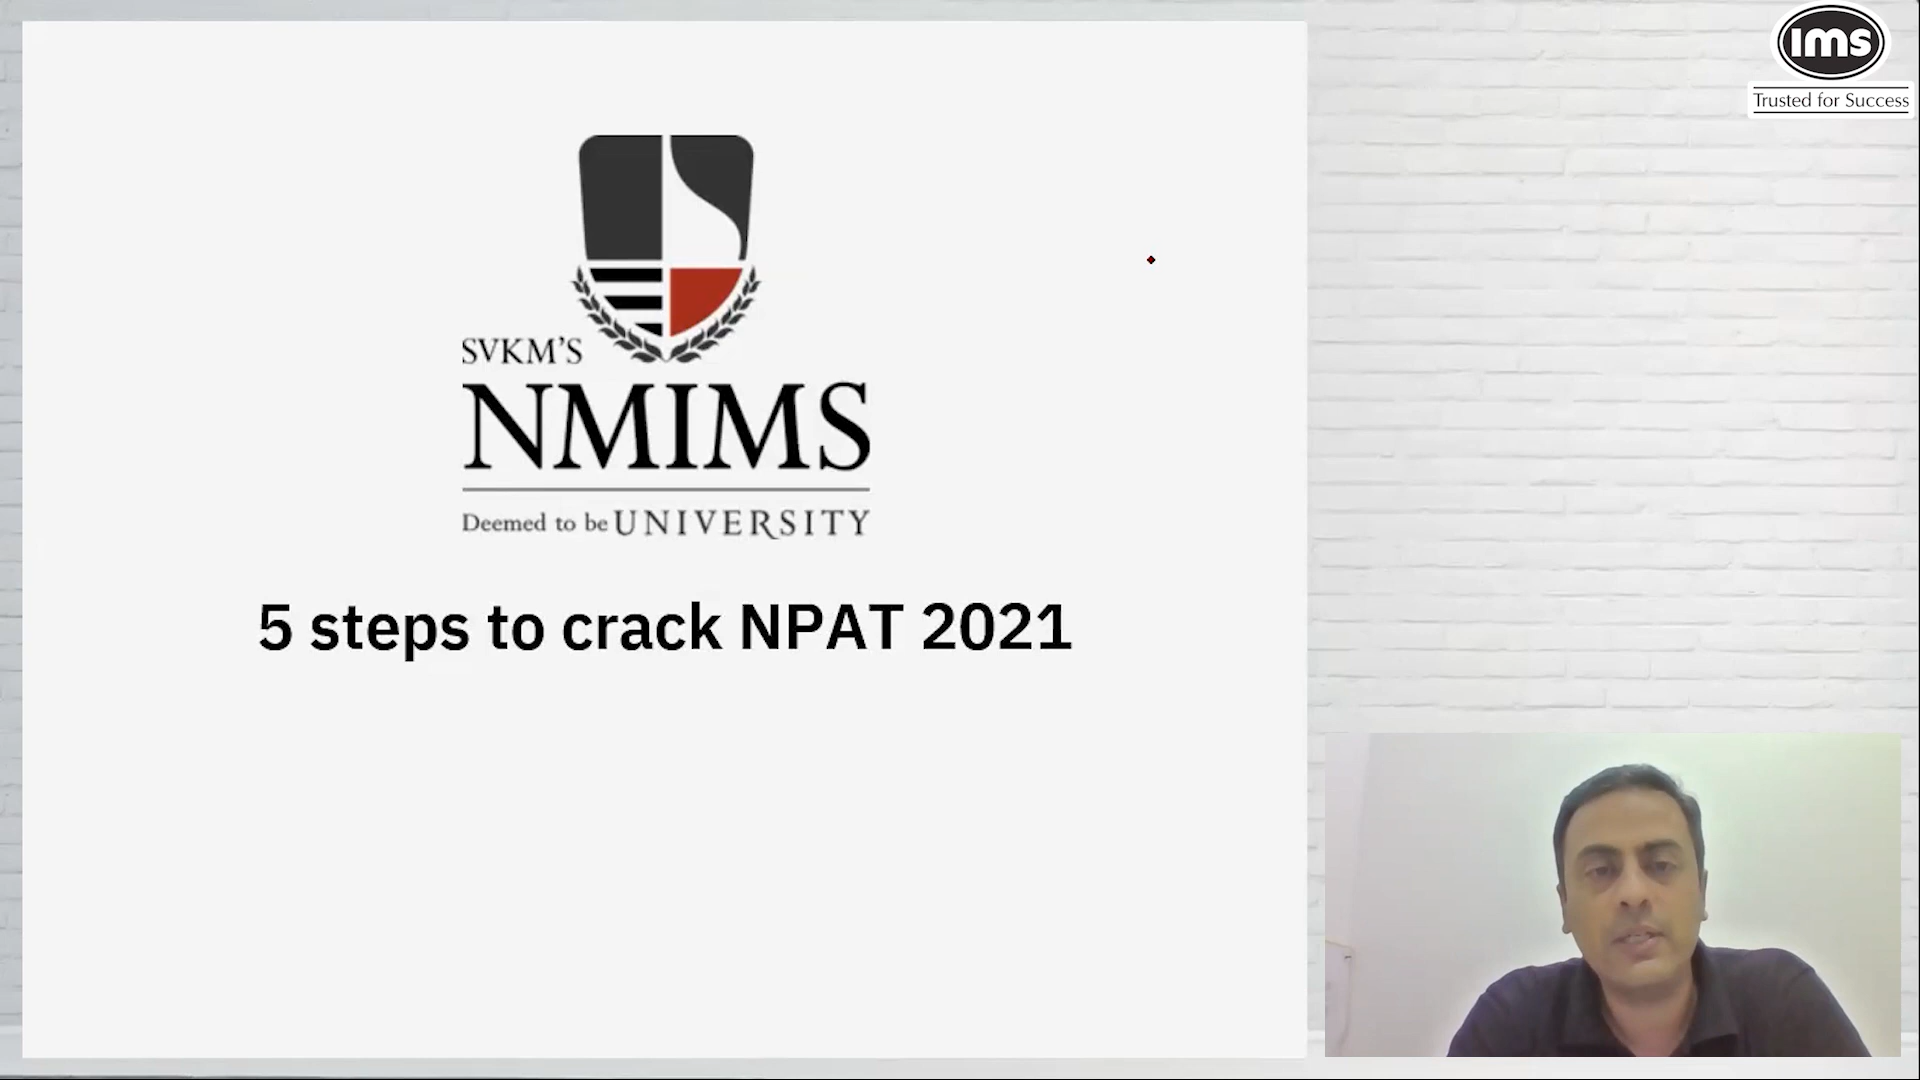 ims
Trusted for Success
SVKM'S
NMIMS
Deemed to be UNIVERSITY
5 steps to crack NPAT 2021